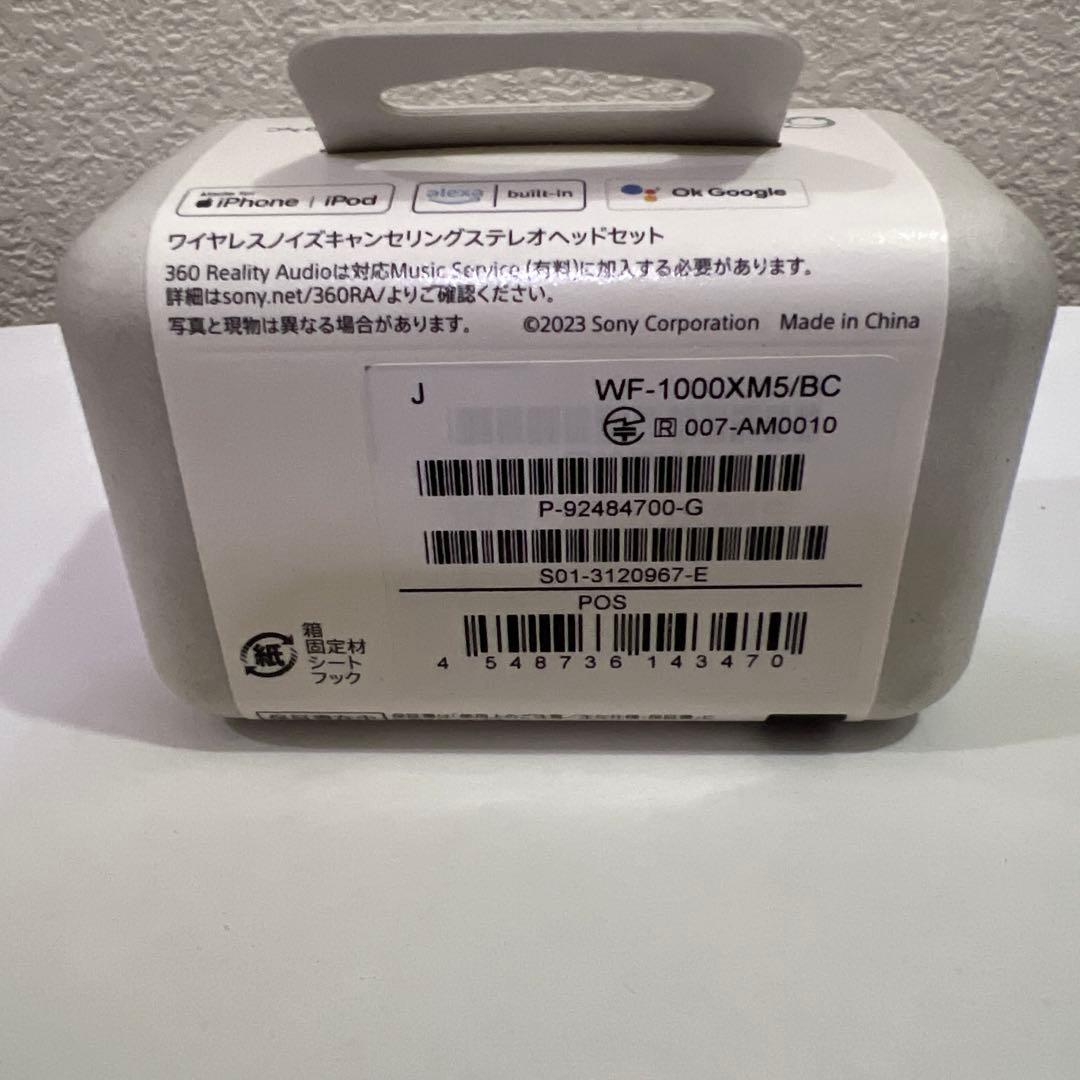 Made for
iPhone | iPod
alexa | built-in
Ok Google
ワイヤレスノイズキャンセリングステレオヘッドセット
360 Reality Audioは対応Music Service (有料)に加入する必要があります。
詳細はsony.net/360RA/よりご確認ください。
写真と現物は異なる場合があります。 ©2023 Sony Corporation Made in China
J WF-1000XM5/BC
R 007-AM0010
P-92484700-G
S01-3120967-E
POS
4 548736 143470
紙
箱
固定材
シート
フック